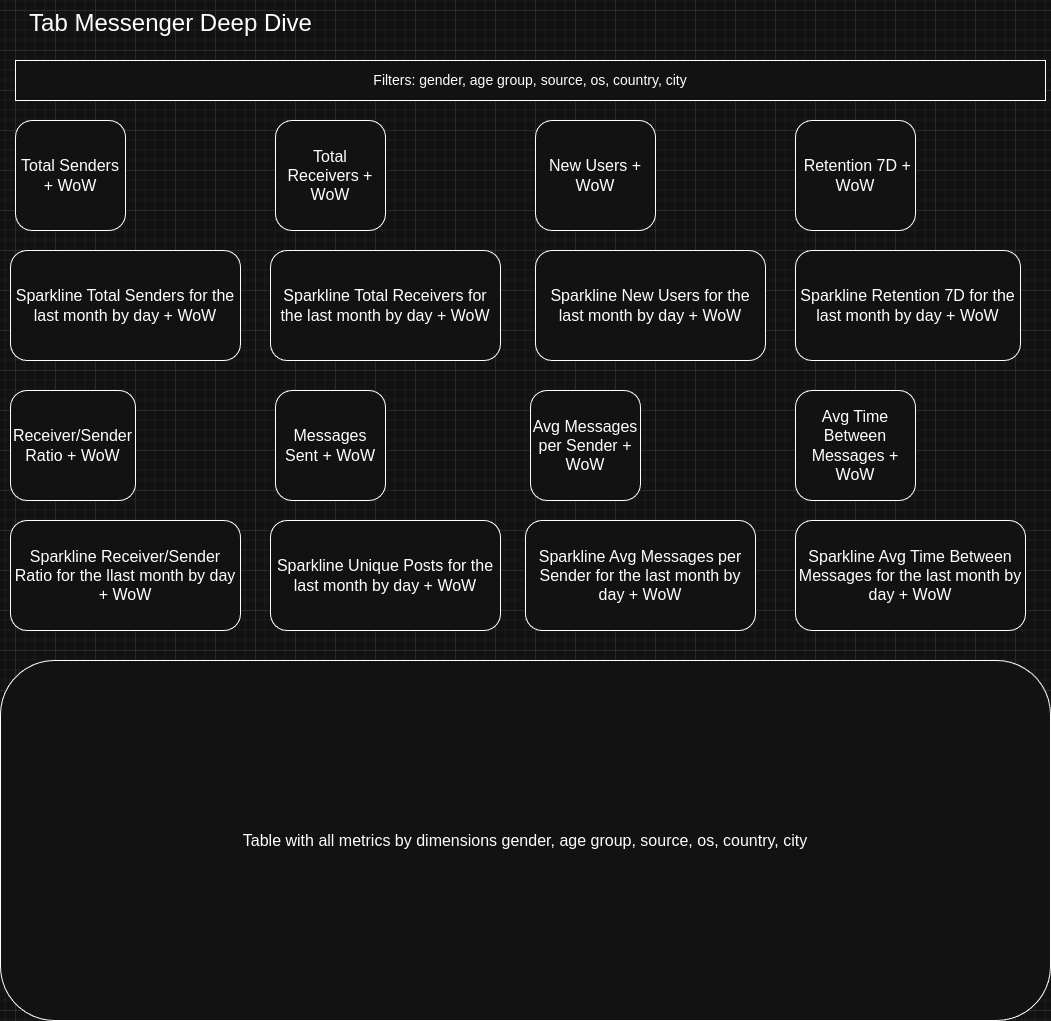 Tab Messenger Deep Dive
Filters: gender, age group, source, os, country, city
Total Senders
+ WoW
Total
Receivers +
WoW
New Users +
WoW
Retention 7D +
WoW
Sparkline Total Senders for the
last month by day + WoW
Sparkline Total Receivers for
the last month by day + WoW
Sparkline New Users for the
last month by day + WoW
Sparkline Retention 7D for the
last month by day + WoW
Receiver/Sender
Ratio + WoW
Messages
Sent + WoW
Avg Messages
per Sender +
WoW
Avg Time
Between
Messages +
WoW
Sparkline Receiver/Sender
Ratio for the llast month by day
+ WoW
Sparkline Unique Posts for the
last month by day + WoW
Sparkline Avg Messages per
Sender for the last month by
day + WoW
Sparkline Avg Time Between
Messages for the last month by
day + WoW
Table with all metrics by dimensions gender, age group, source, os, country, city